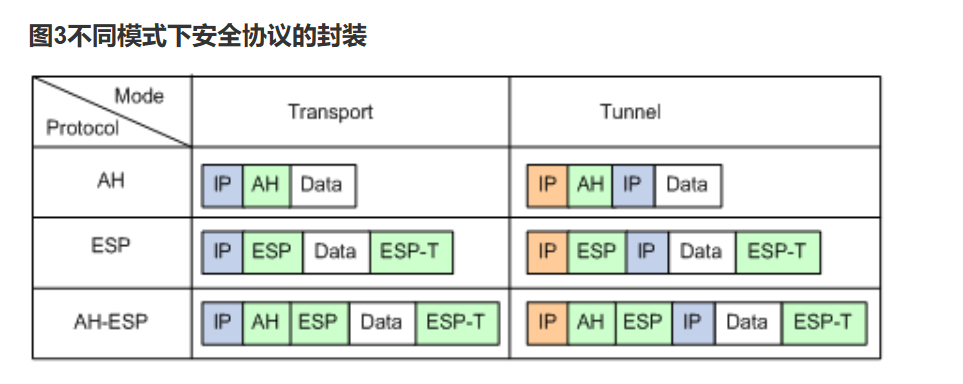 图3不同模式下安全协议的封装
Mode
Protocol
Transport
Tunnel
AH
IP AH Data
IP AH IP Data
ESP
IP ESP Data ESP-T
IP ESP IP Data ESP-T
AH-ESP
IP AH ESP Data ESP-T
IP AH ESP IP Data ESP-T